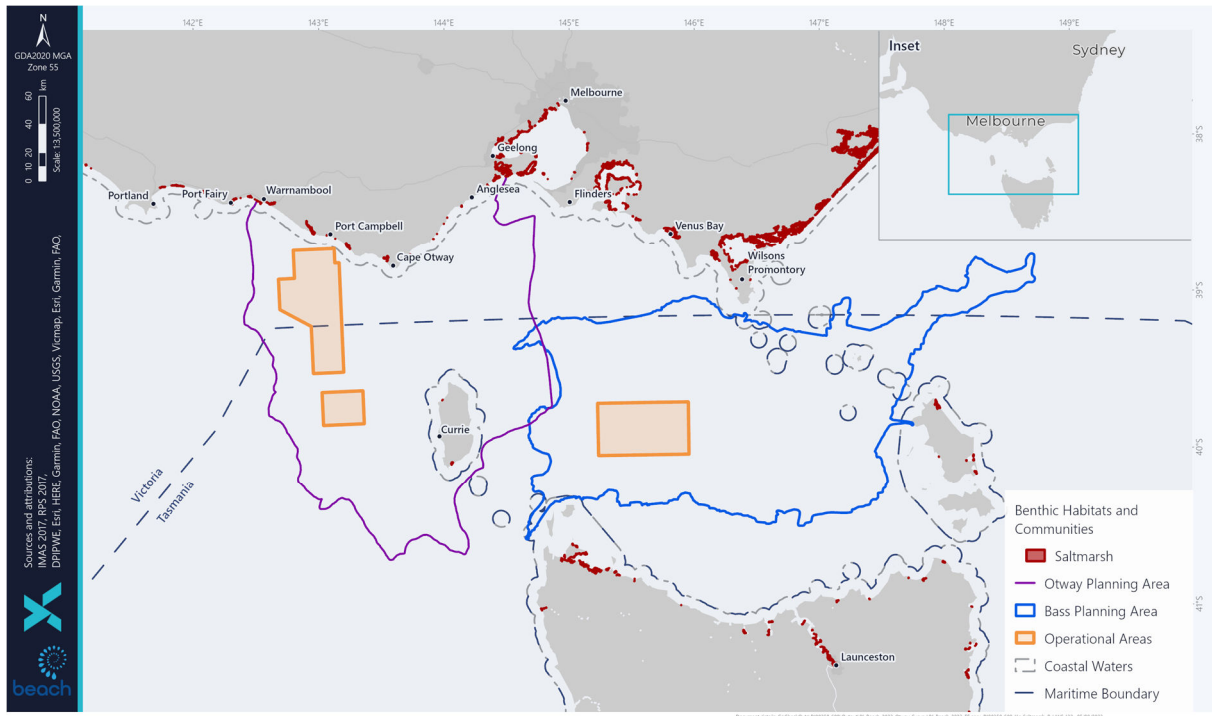 142°E
143°E
144°E
145°E
146°E
147°E
148°E
149°E
N
GDA2020 MGA
Zone 55
0 10 20 40 60
km
Scale: 1:3,500,000
Sources and attributions:
IMAS 2017, RPS 2017,
DPIPWE, Esri, HERE, Garmin, FAO, NOAA, USGS, Vicmap, Esri, Garmin, FAO,
beach
Inset
Sydney
Melbourne
Melbourne
Geelong
Anglesea
Flinders
Portland
Port Fairy
Warrnambool
Port Campbell
Cape Otway
Venus Bay
Wilsons
Promontory
Currie
Victoria
Tasmania
Launceston
38°S
39°S
40°S
41°S
Benthic Habitats and
Communities
Saltmarsh
Otway Planning Area
Bass Planning Area
Operational Areas
Coastal Waters
Maritime Boundary